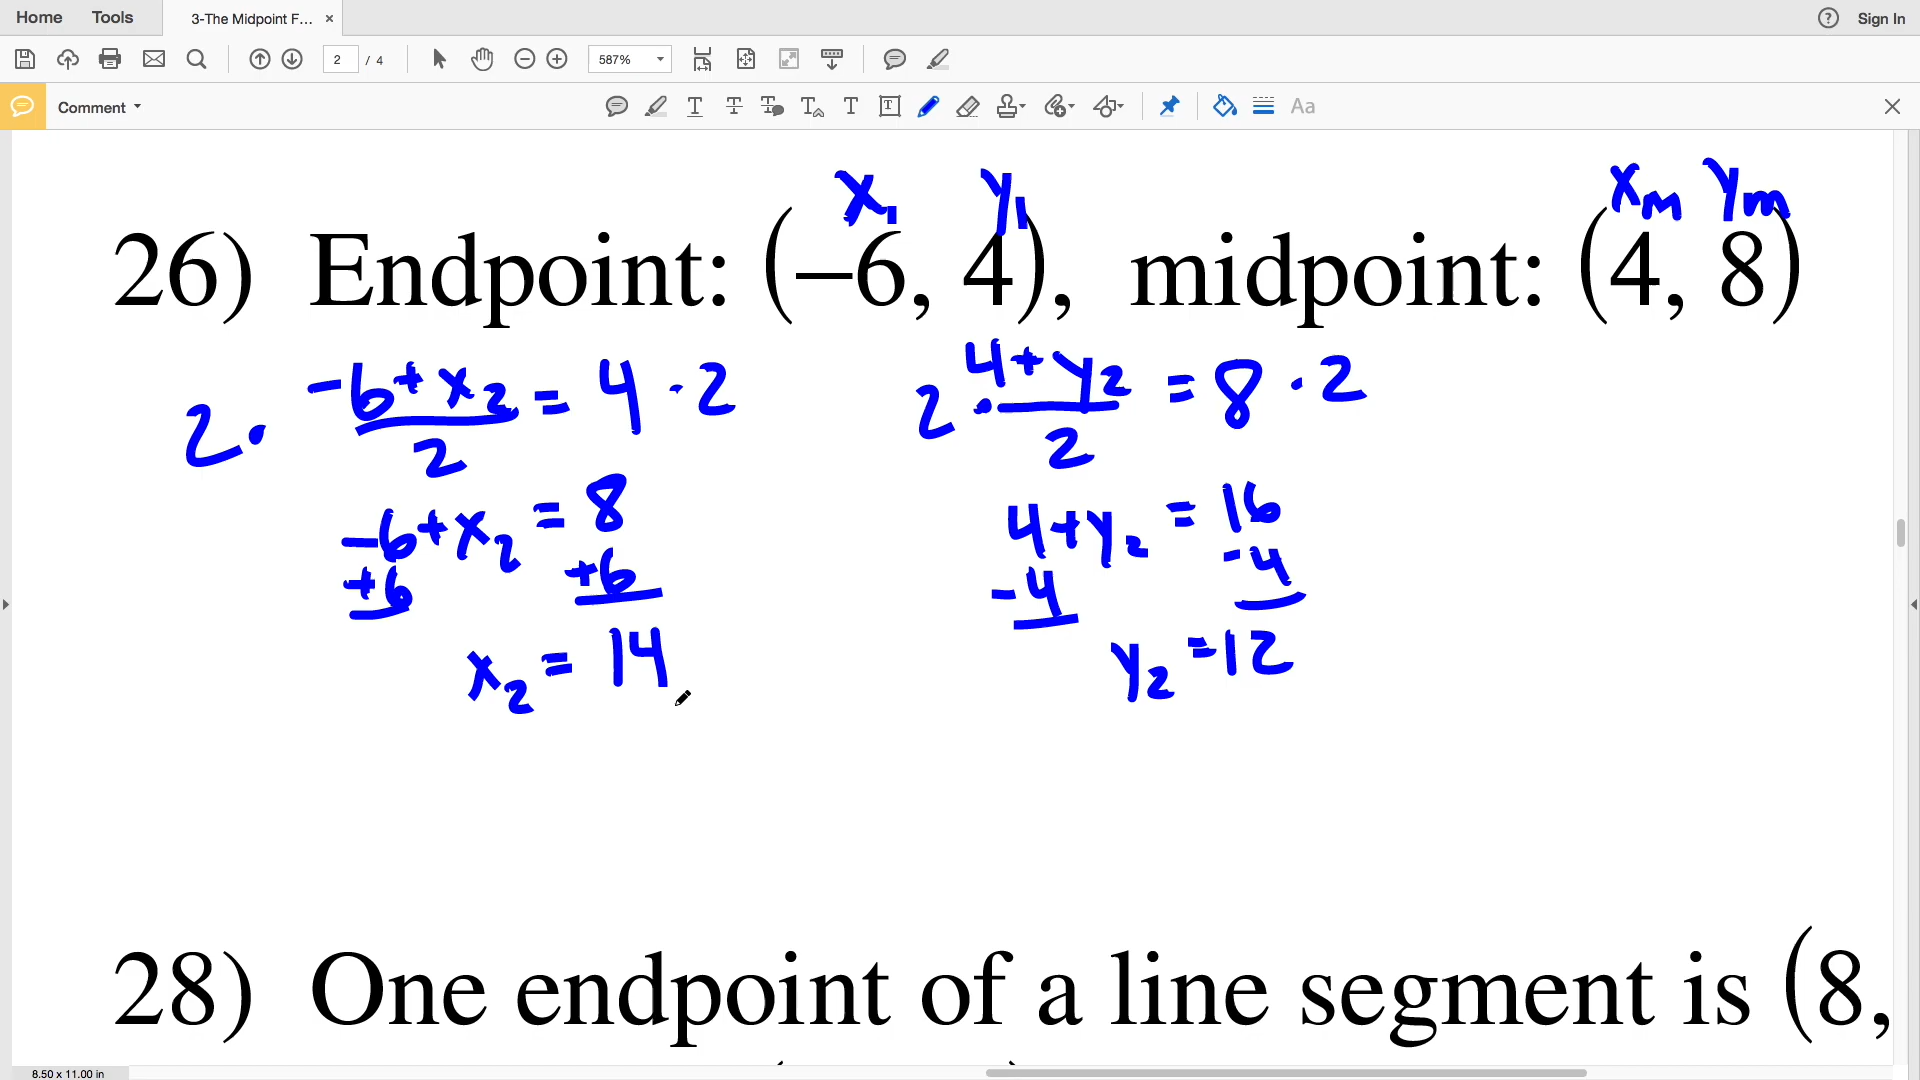 Home Tools 3-The Midpoint F... × ? Sign In
2 / 4 587%
Comment T T T T T T Aa
x₁ y₁ xₘ yₘ
26) Endpoint: (−6, 4), midpoint: (4, 8)
2 · (-6 + x₂)/2 = 4 · 2
2 · (4 + y₂)/2 = 8 · 2
-6 + x₂ = 8
+6 +6
x₂ = 14
4 + y₂ = 16
-4 -4
y₂ = 12
28) One endpoint of a line segment is (8,
8.50 x 11.00 in